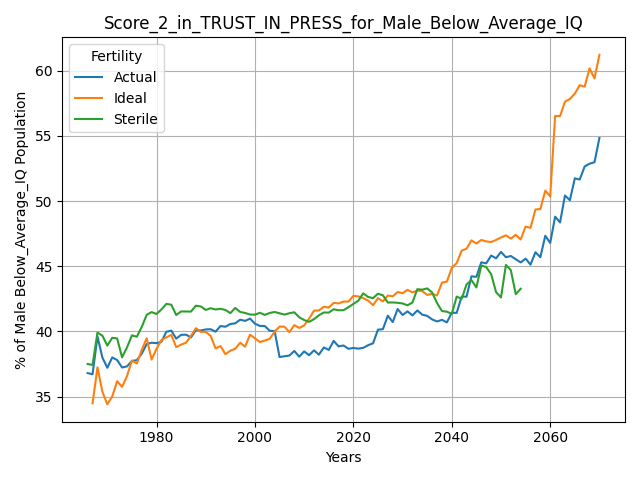 Score_2_in_TRUST_IN_PRESS_for_Male_Below_Average_IQ
% of Male Below_Average_IQ Population
Fertility
Actual
Ideal
Sterile
60
55
50
45
40
35
1980 2000 2020 2040 2060
Years